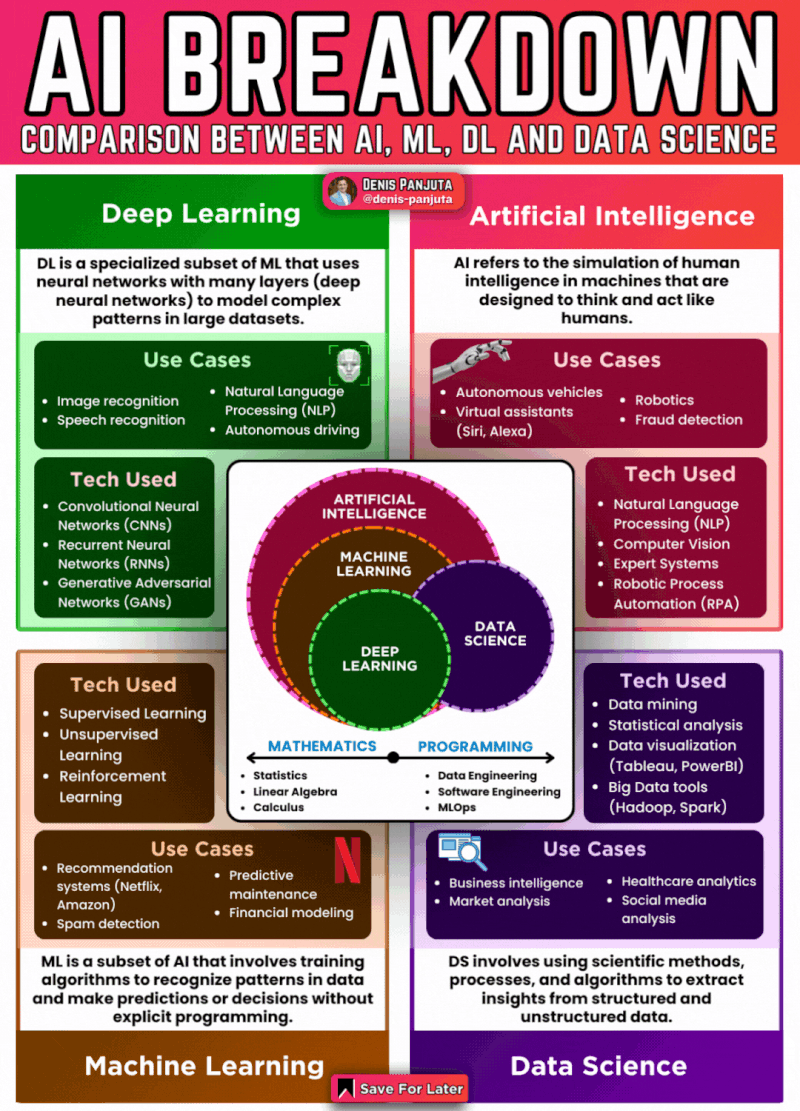 AI BREAKDOWN
COMPARISON BETWEEN AI, ML, DL AND DATA SCIENCE
DENIS PANJUTA
@denis-panjuta
Deep Learning
DL is a specialized subset of ML that uses
neural networks with many layers (deep
neural networks) to model complex
patterns in large datasets.
Use Cases
• Image recognition
• Speech recognition
• Natural Language
Processing (NLP)
• Autonomous driving
Tech Used
• Convolutional Neural
Networks (CNNs)
• Recurrent Neural
Networks (RNNs)
• Generative Adversarial
Networks (GANs)
Artificial Intelligence
AI refers to the simulation of human
intelligence in machines that are
designed to think and act like
humans.
Use Cases
• Autonomous vehicles
• Virtual assistants
(Siri, Alexa)
• Robotics
• Fraud detection
Tech Used
• Natural Language
Processing (NLP)
• Computer Vision
• Expert Systems
• Robotic Process
Automation (RPA)
ARTIFICIAL
INTELLIGENCE
MACHINE
LEARNING
DEEP
LEARNING
DATA
SCIENCE
MATHEMATICS
• Statistics
• Linear Algebra
• Calculus
PROGRAMMING
• Data Engineering
• Software Engineering
• MLOps
Tech Used
• Supervised Learning
• Unsupervised
Learning
• Reinforcement
Learning
Use Cases
• Recommendation
systems (Netflix,
Amazon)
• Spam detection
• Predictive
maintenance
• Financial modeling
N
ML is a subset of AI that involves training
algorithms to recognize patterns in data
and make predictions or decisions without
explicit programming.
Machine Learning
Tech Used
• Data mining
• Statistical analysis
• Data visualization
(Tableau, PowerBI)
• Big Data tools
(Hadoop, Spark)
Use Cases
• Business intelligence
• Market analysis
• Healthcare analytics
• Social media
analysis
DS involves using scientific methods,
processes, and algorithms to extract
insights from structured and
unstructured data.
Data Science
Save For Later